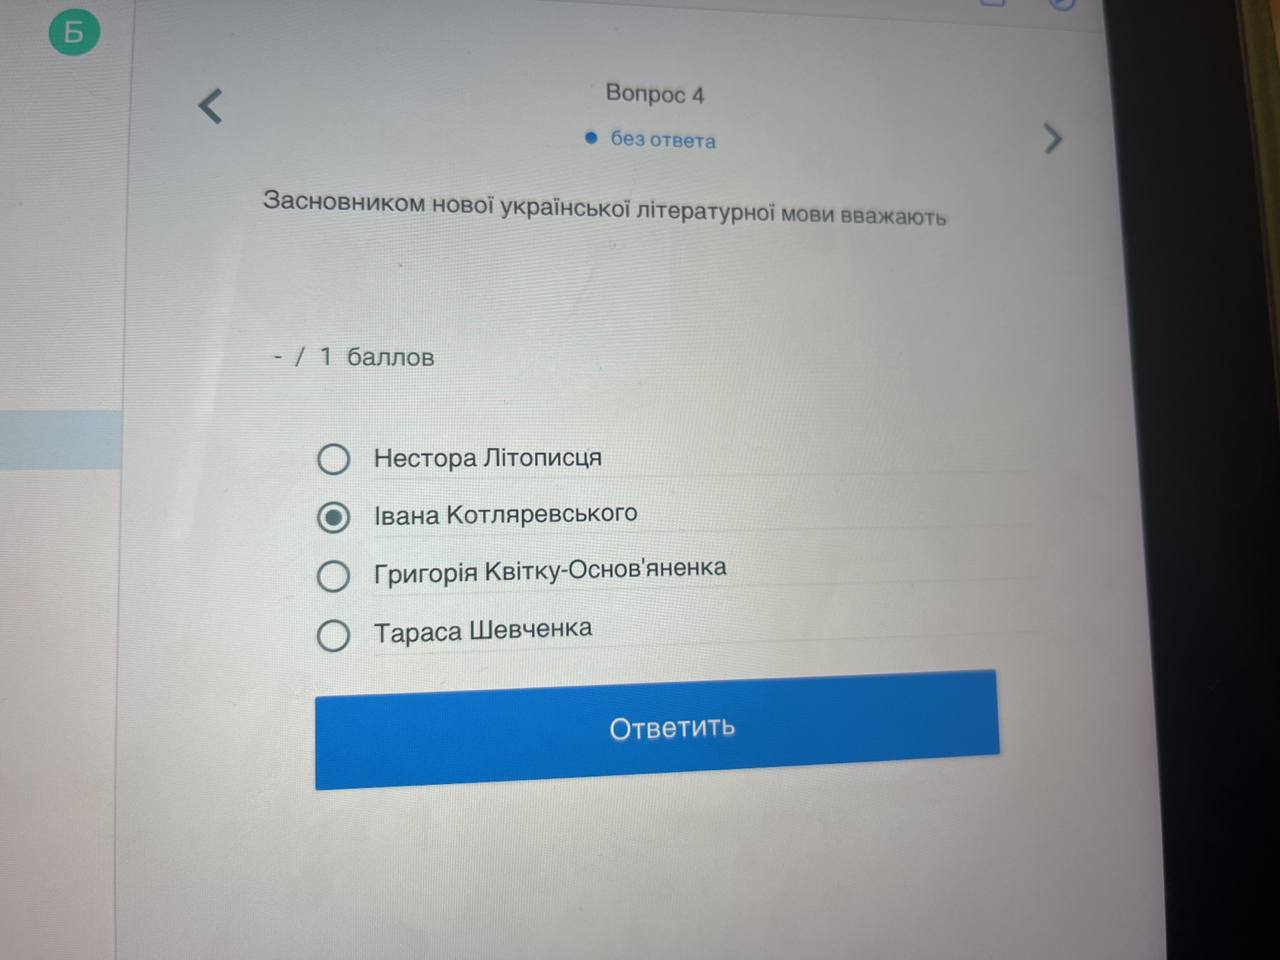 Б
Вопрос 4
без ответа
Засновником нової української літературної мови вважають
- / 1 баллов
Нестора Літописця
Івана Котляревського
Григорія Квітку-Основ'яненка
Тараса Шевченка
Ответить